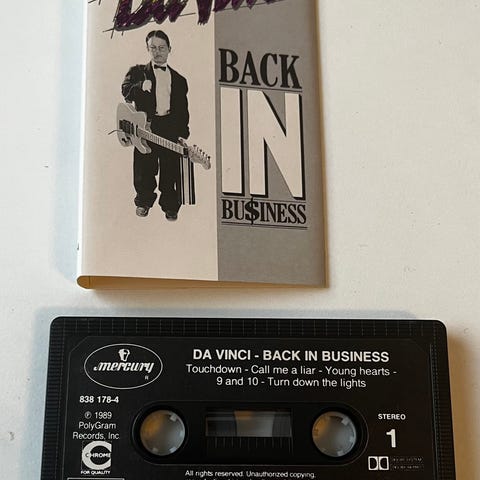 Da Vinci
BACK
IN
BU$INESS
mercury
R
838 178-4
℗ 1989
PolyGram
Records, Inc.
CHROME
FOR QUALITY
DA VINCI - BACK IN BUSINESS
Touchdown - Call me a liar - Young hearts -
9 and 10 - Turn down the lights
STEREO
1
All rights reserved. Unauthorized copying,